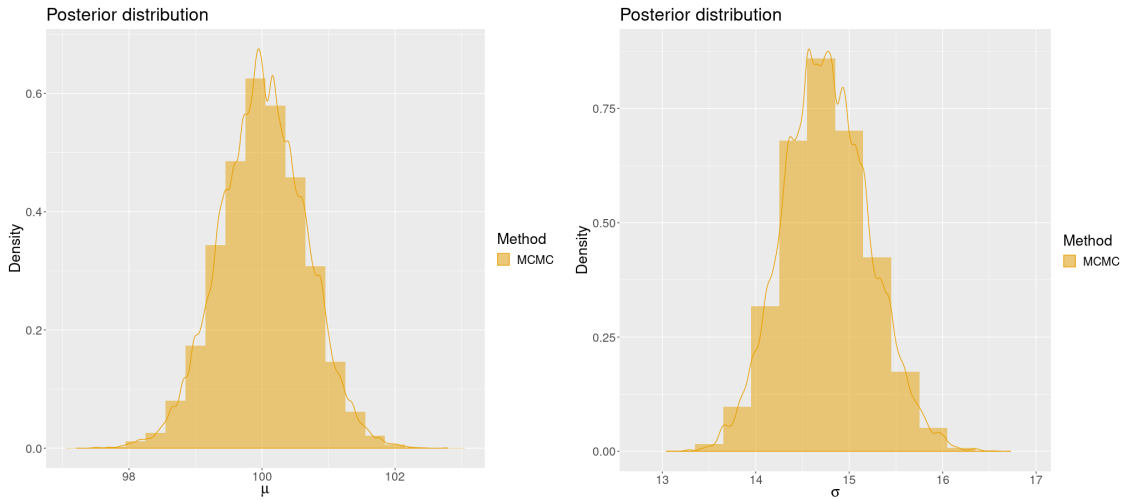 Posterior distribution
Density
0.6
0.4
0.2
0.0
98 100 102
μ
Method
MCMC
Posterior distribution
Density
0.75
0.50
0.25
0.00
13 14 15 16 17
σ
Method
MCMC